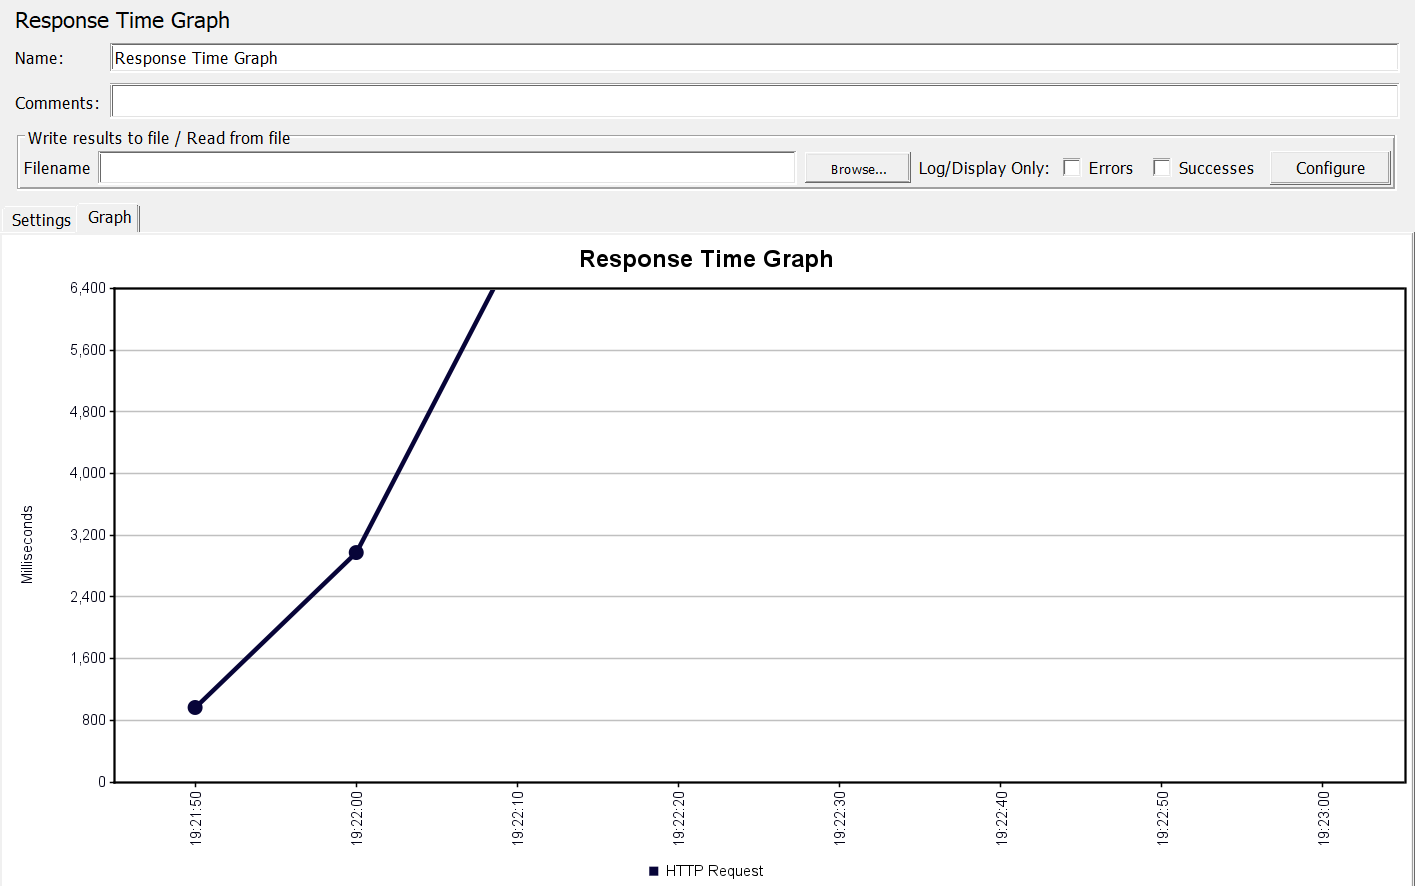 Response Time Graph
Name: Response Time Graph
Comments:
Write results to file / Read from file
Filename Browse... Log/Display Only: Errors Successes Configure
Settings Graph
Response Time Graph
6,400
5,600
4,800
4,000
3,200
2,400
1,600
800
0
Milliseconds
19:21:50 19:22:00 19:22:10 19:22:20 19:22:30 19:22:40 19:22:50 19:23:00
HTTP Request